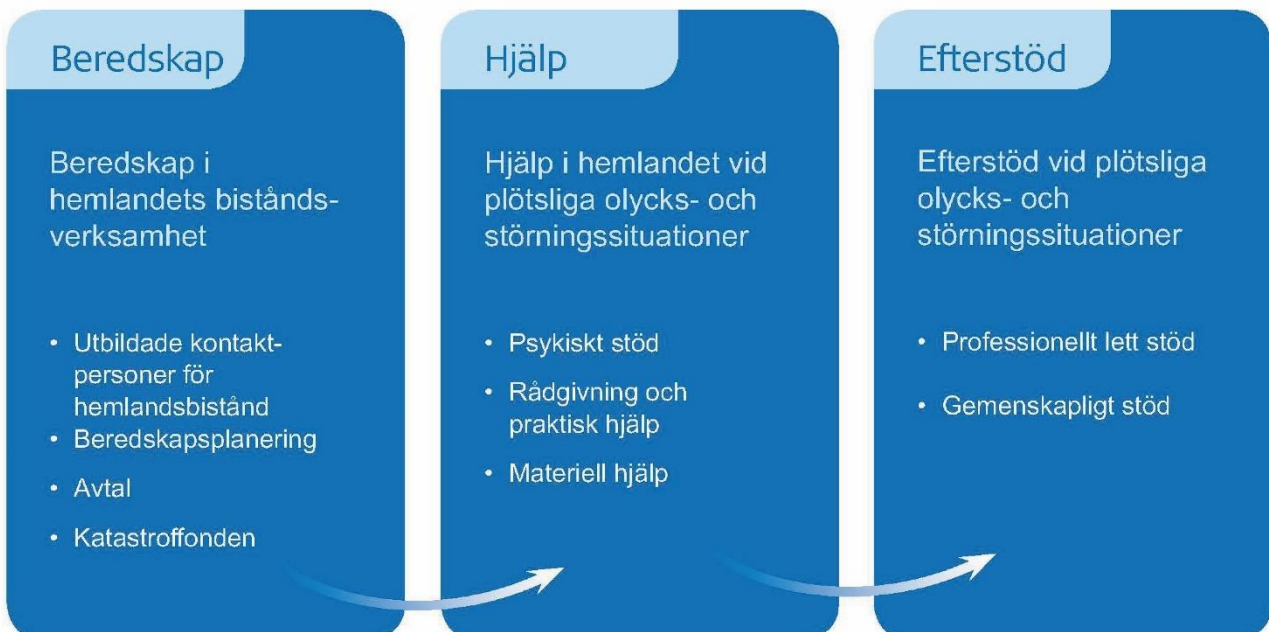 Beredskap
Beredskap i
hemlandets bistånds-
verksamhet
• Utbildade kontakt-
personer för
hemlandsbistånd
• Beredskapsplanering
• Avtal
• Katastroffonden
Hjälp
Hjälp i hemlandet vid
plötsliga olycks- och
störningssituationer
• Psykiskt stöd
• Rådgivning och
praktisk hjälp
• Materiell hjälp
Efterstöd
Efterstöd vid plötsliga
olycks- och
störningssituationer
• Professionellt lett stöd
• Gemenskapligt stöd